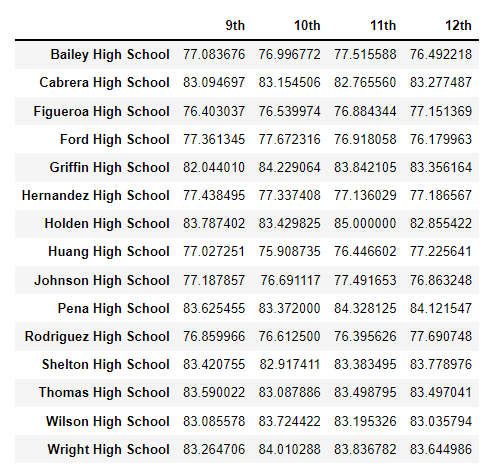 9th 10th 11th 12th
Bailey High School 77.083676 76.996772 77.515588 76.492218
Cabrera High School 83.094697 83.154506 82.765560 83.277487
Figueroa High School 76.403037 76.539974 76.884344 77.151369
Ford High School 77.361345 77.672316 76.918058 76.179963
Griffin High School 82.044010 84.229064 83.842105 83.356164
Hernandez High School 77.438495 77.337408 77.136029 77.186567
Holden High School 83.787402 83.429825 85.000000 82.855422
Huang High School 77.027251 75.908735 76.446602 77.225641
Johnson High School 77.187857 76.691117 77.491653 76.863248
Pena High School 83.625455 83.372000 84.328125 84.121547
Rodriguez High School 76.859966 76.612500 76.395626 77.690748
Shelton High School 83.420755 82.917411 83.383495 83.778976
Thomas High School 83.590022 83.087886 83.498795 83.497041
Wilson High School 83.085578 83.724422 83.195326 83.035794
Wright High School 83.264706 84.010288 83.836782 83.644986